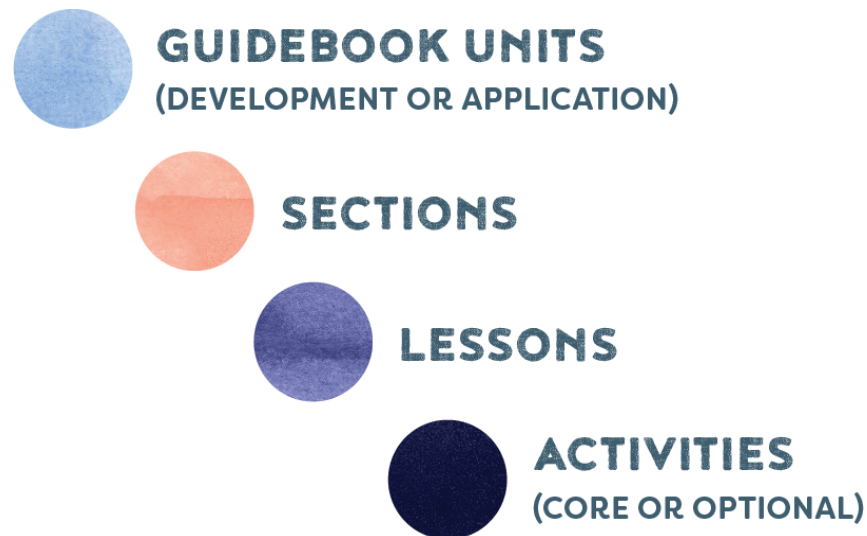 GUIDEBOOK UNITS
(DEVELOPMENT OR APPLICATION)
SECTIONS
LESSONS
ACTIVITIES
(CORE OR OPTIONAL)